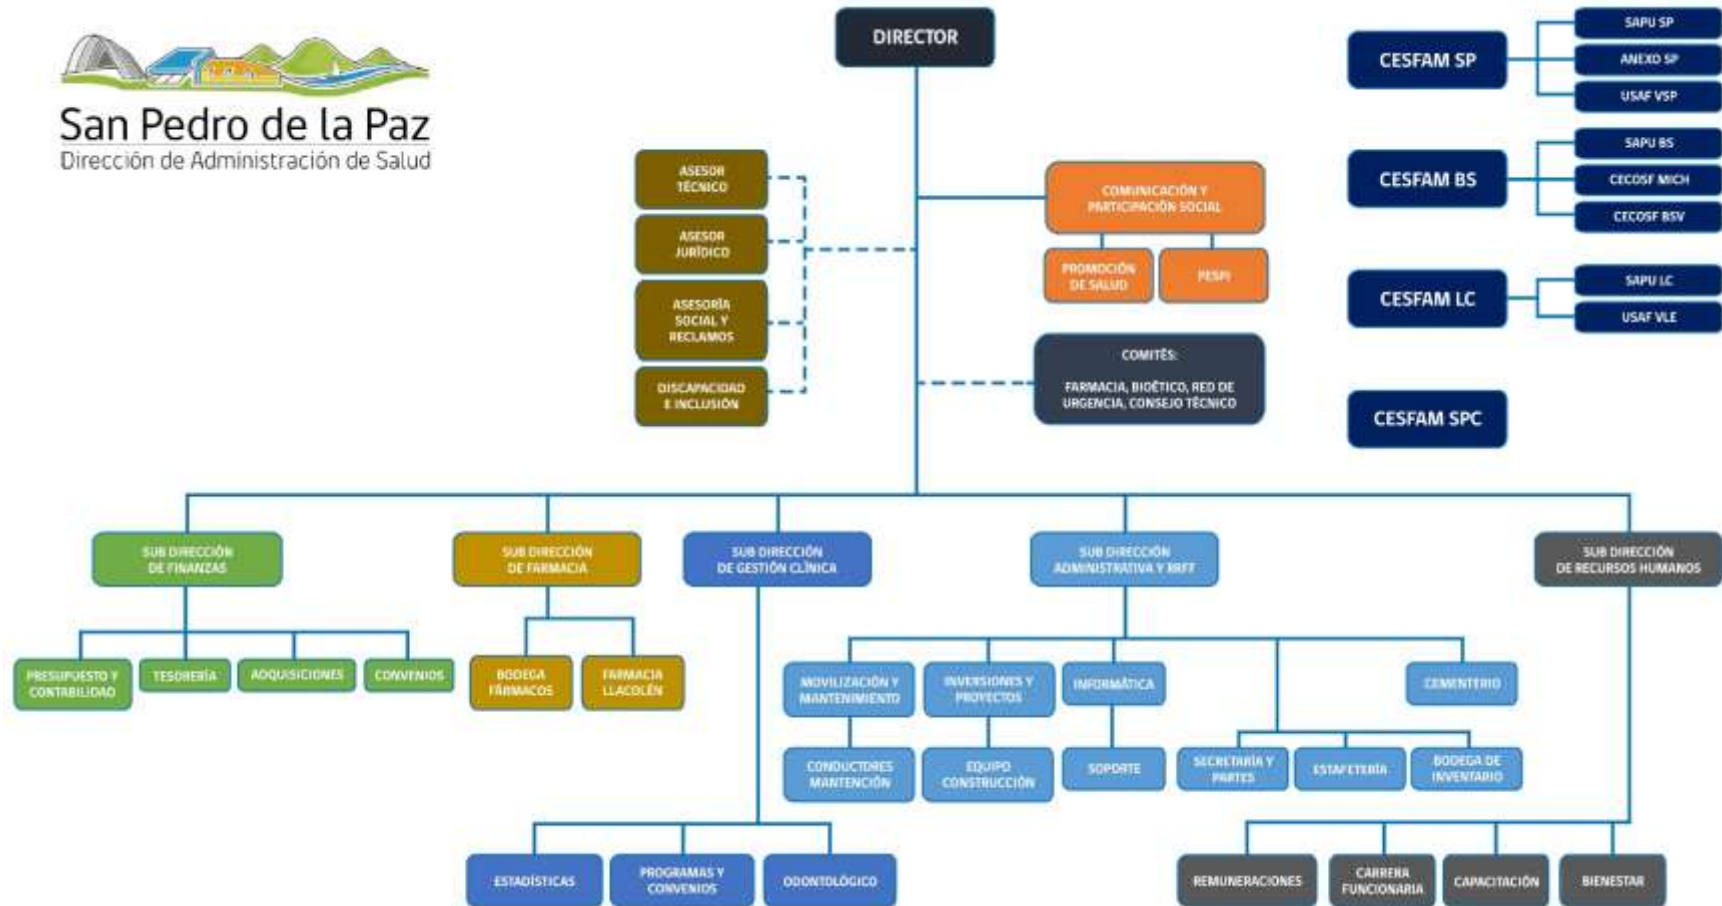 San Pedro de la Paz
Dirección de Administración de Salud
DIRECTOR
ASESOR
TÉCNICO
ASESOR
JURÍDICO
ASESORÍA
SOCIAL Y
RECLAMOS
DISCAPACIDAD
E INCLUSIÓN
COMUNICACIÓN Y
PARTICIPACIÓN SOCIAL
PROMOCIÓN
DE SALUD
PESPI
COMITÉS:
FARMACIA, BIOÉTICO, RED DE
URGENCIA, CONSEJO TÉCNICO
CESFAM SP
SAPU SP
ANEXO SP
USAF VSP
CESFAM BS
SAPU BS
CECOSF MICH
CECOSF BSV
CESFAM LC
SAPU LC
USAF VLE
CESFAM SPC
SUB DIRECCIÓN
DE FINANZAS
PRESUPUESTO Y
CONTABILIDAD
TESORERÍA
ADQUISICIONES
CONVENIOS
SUB DIRECCIÓN
DE FARMACIA
BODEGA
FÁRMACOS
FARMACIA
LLACOLÉN
SUB DIRECCIÓN
DE GESTIÓN CLÍNICA
ESTADÍSTICAS
PROGRAMAS Y
CONVENIOS
ODONTOLÓGICO
SUB DIRECCIÓN
ADMINISTRATIVA Y RRFF
MOVILIZACIÓN Y
MANTENIMIENTO
INVERSIONES Y
PROYECTOS
INFORMÁTICA
CEMENTERIO
CONDUCTORES
MANTENCIÓN
EQUIPO
CONSTRUCCIÓN
SOPORTE
SECRETARÍA Y
PARTES
ESTAFETERÍA
BODEGA DE
INVENTARIO
SUB DIRECCIÓN
DE RECURSOS HUMANOS
REMUNERACIONES
CARRERA
FUNCIONARIA
CAPACITACIÓN
BIENESTAR